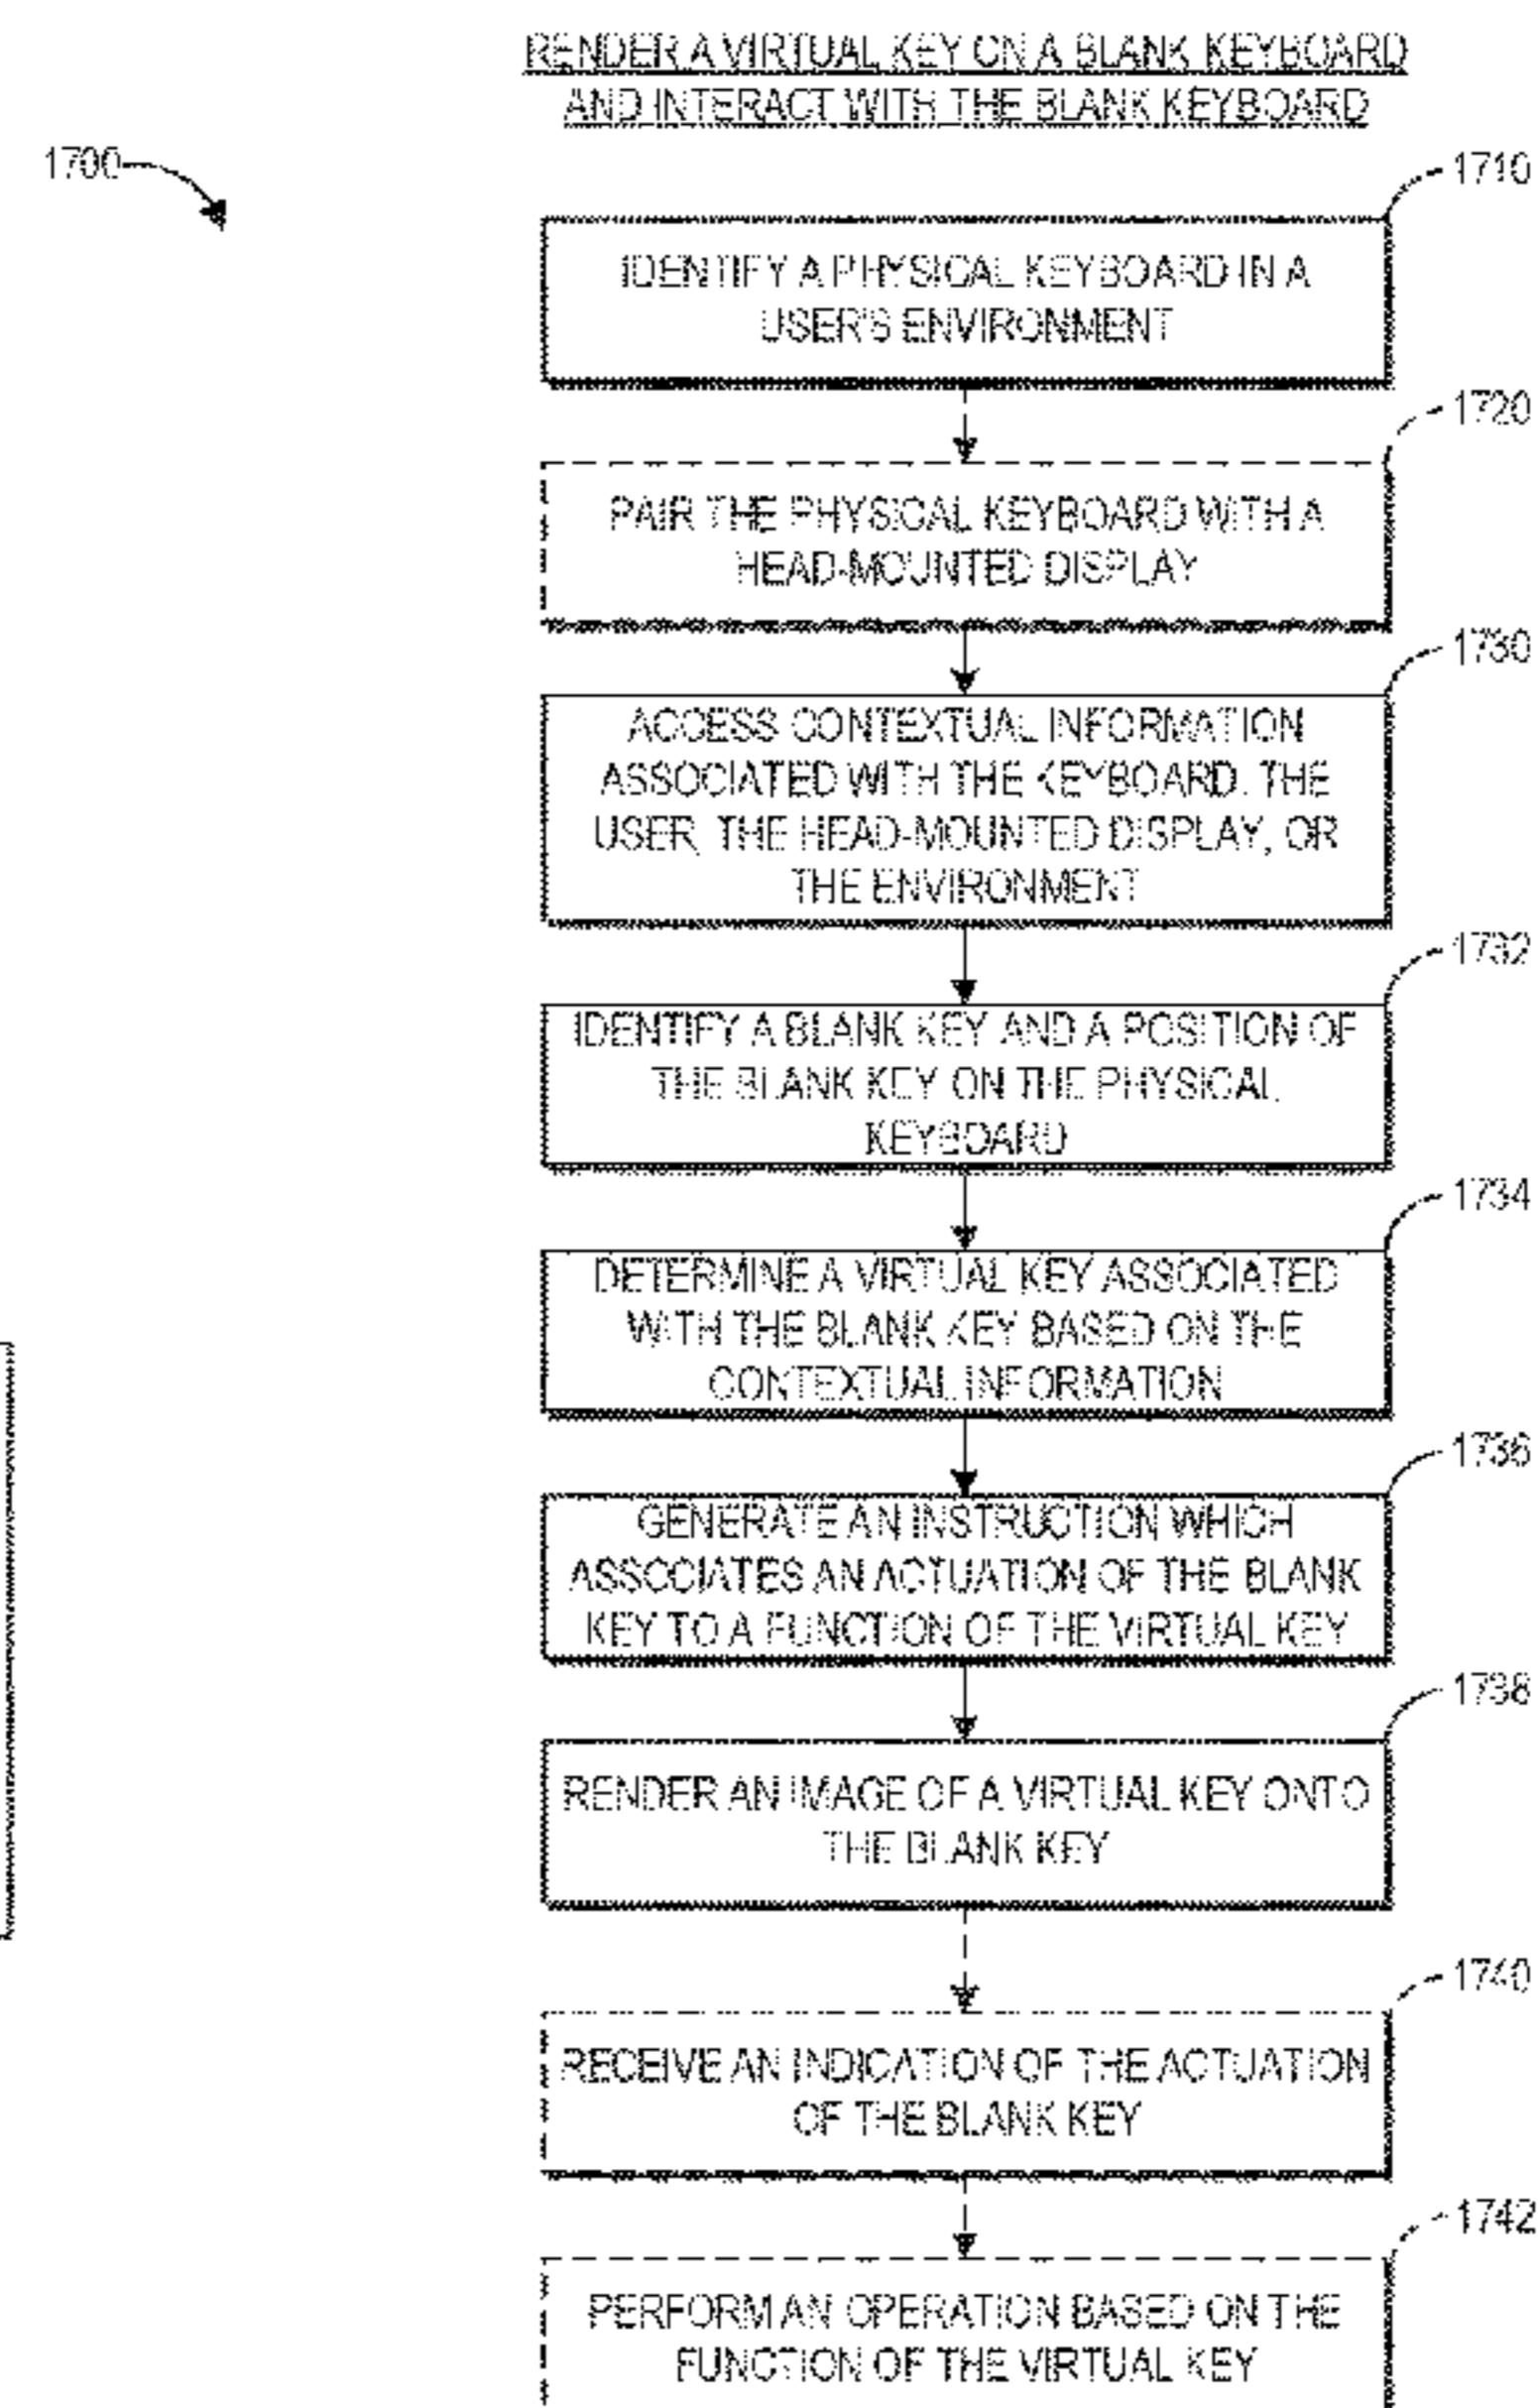 RENDER A VIRTUAL KEY ON A BLANK KEYBOARD
AND INTERACT WITH THE BLANK KEYBOARD
1700
1710
IDENTIFY A PHYSICAL KEYBOARD IN A
USER'S ENVIRONMENT
1720
PAIR THE PHYSICAL KEYBOARD WITH A
HEAD-MOUNTED DISPLAY
1730
ACCESS CONTEXTUAL INFORMATION
ASSOCIATED WITH THE KEYBOARD, THE
USER, THE HEAD-MOUNTED DISPLAY, OR
THE ENVIRONMENT
1732
IDENTIFY A BLANK KEY AND A POSITION OF
THE BLANK KEY ON THE PHYSICAL
KEYBOARD
1734
DETERMINE A VIRTUAL KEY ASSOCIATED
WITH THE BLANK KEY BASED ON THE
CONTEXTUAL INFORMATION
1736
GENERATE AN INSTRUCTION WHICH
ASSOCIATES AN ACTUATION OF THE BLANK
KEY TO A FUNCTION OF THE VIRTUAL KEY
1738
RENDER AN IMAGE OF A VIRTUAL KEY ONTO
THE BLANK KEY
1740
RECEIVE AN INDICATION OF THE ACTUATION
OF THE BLANK KEY
1742
PERFORM AN OPERATION BASED ON THE
FUNCTION OF THE VIRTUAL KEY